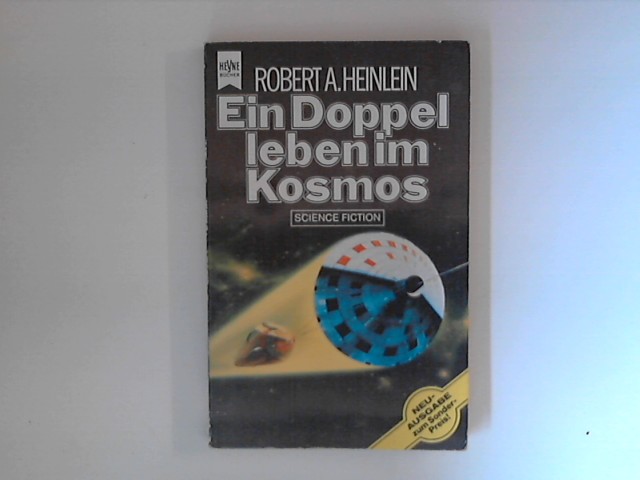 HEYNE
BÜCHER
ROBERT A. HEINLEIN
Ein Doppel
leben im
Kosmos
SCIENCE FICTION
NEU-
AUSGABE
zum Sonder-
Preis!